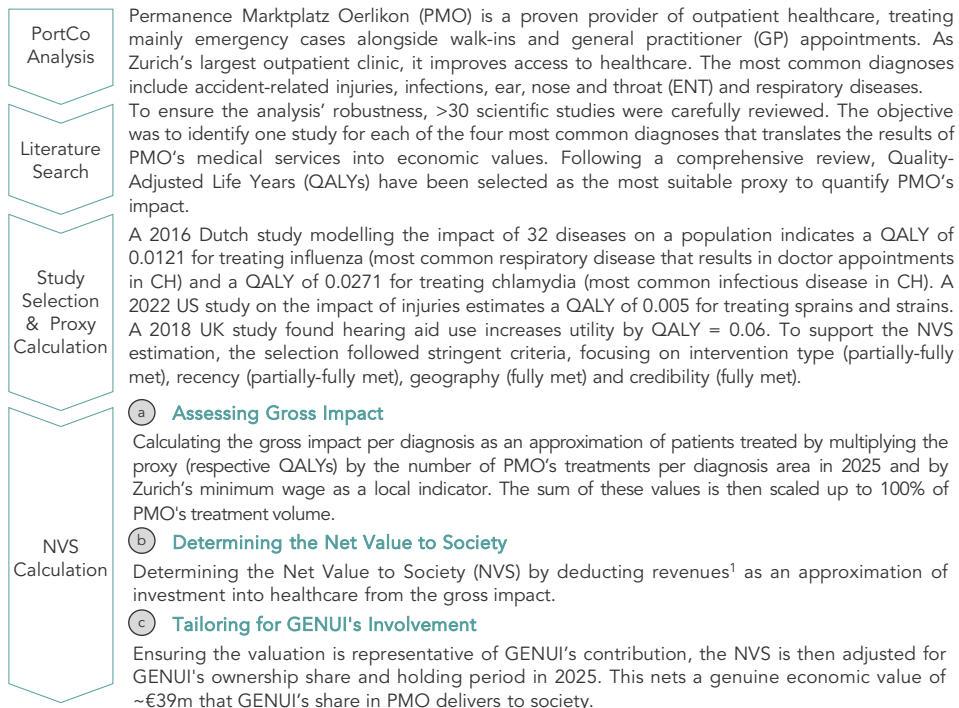 PortCo
Analysis
Permanence Marktplatz Oerlikon (PMO) is a proven provider of outpatient healthcare, treating
mainly emergency cases alongside walk-ins and general practitioner (GP) appointments. As
Zurich's largest outpatient clinic, it improves access to healthcare. The most common diagnoses
include accident-related injuries, infections, ear, nose and throat (ENT) and respiratory diseases.
Literature
Search
To ensure the analysis' robustness, >30 scientific studies were carefully reviewed. The objective
was to identify one study for each of the four most common diagnoses that translates the results of
PMO's medical services into economic values. Following a comprehensive review, Quality-
Adjusted Life Years (QALYs) have been selected as the most suitable proxy to quantify PMO's
impact.
Study
Selection
& Proxy
Calculation
A 2016 Dutch study modelling the impact of 32 diseases on a population indicates a QALY of
0.0121 for treating influenza (most common respiratory disease that results in doctor appointments
in CH) and a QALY of 0.0271 for treating chlamydia (most common infectious disease in CH). A
2022 US study on the impact of injuries estimates a QALY of 0.005 for treating sprains and strains.
A 2018 UK study found hearing aid use increases utility by QALY = 0.06. To support the NVS
estimation, the selection followed stringent criteria, focusing on intervention type (partially-fully
met), recency (partially-fully met), geography (fully met) and credibility (fully met).
NVS
Calculation
a Assessing Gross Impact
Calculating the gross impact per diagnosis as an approximation of patients treated by multiplying the
proxy (respective QALYs) by the number of PMO's treatments per diagnosis area in 2025 and by
Zurich's minimum wage as a local indicator. The sum of these values is then scaled up to 100% of
PMO's treatment volume.
b Determining the Net Value to Society
Determining the Net Value to Society (NVS) by deducting revenues¹ as an approximation of
investment into healthcare from the gross impact.
c Tailoring for GENUI's Involvement
Ensuring the valuation is representative of GENUI's contribution, the NVS is then adjusted for
GENUI's ownership share and holding period in 2025. This nets a genuine economic value of
~€39m that GENUI's share in PMO delivers to society.